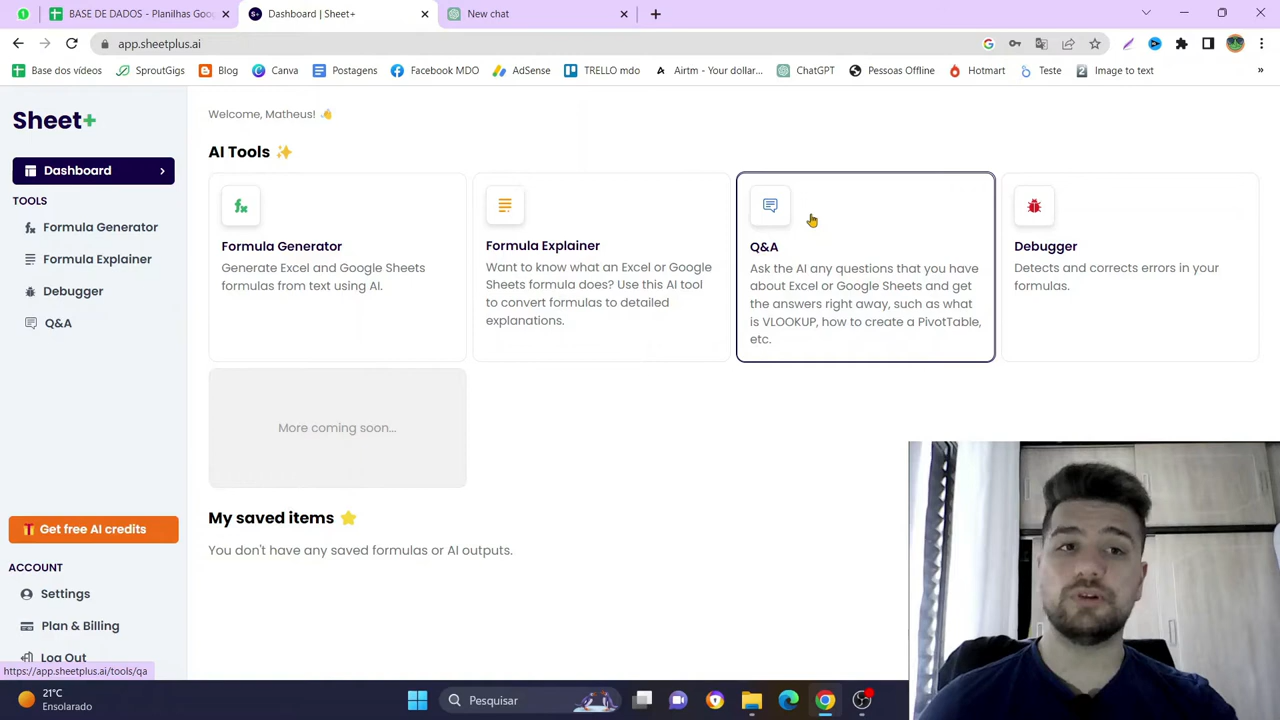 BASE DE DADOS - Planilhas Goo
Dashboard | Sheet+
New chat
app.sheetplus.ai
Base dos vídeos
SproutGigs
Blog
Canva
Postagens
Facebook MDO
AdSense
TRELLO mdo
Airtm - Your dollar...
ChatGPT
Pessoas Offline
Hotmart
Teste
Image to text
»
Sheet+
Dashboard
TOOLS
Formula Generator
Formula Explainer
Debugger
Q&A
Get free AI credits
ACCOUNT
Settings
Plan & Billing
Log Out
https://app.sheetplus.ai/tools/qa
Welcome, Matheus! 👋
AI Tools ✨
Formula Generator
Generate Excel and Google Sheets
formulas from text using AI.
Formula Explainer
Want to know what an Excel or Google
Sheets formula does? Use this AI tool
to convert formulas to detailed
explanations.
Q&A
Ask the AI any questions that you have
about Excel or Google Sheets and get
the answers right away, such as what
is VLOOKUP, how to create a PivotTable,
etc.
Debugger
Detects and corrects errors in your
formulas.
More coming soon...
My saved items ⭐
You don't have any saved formulas or AI outputs.
21°C
Ensolarado
Pesquisar